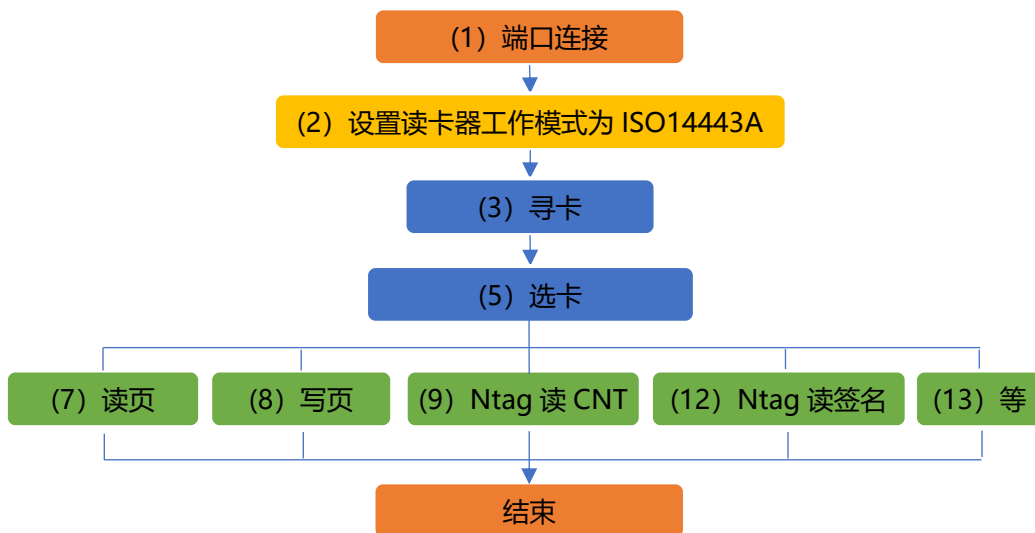 (1）端口连接
(2）设置读卡器工作模式为 ISO14443A
(3）寻卡
(5）选卡
(7）读页
(8）写页
(9）Ntag 读 CNT
(12）Ntag 读签名
(13）等
结束